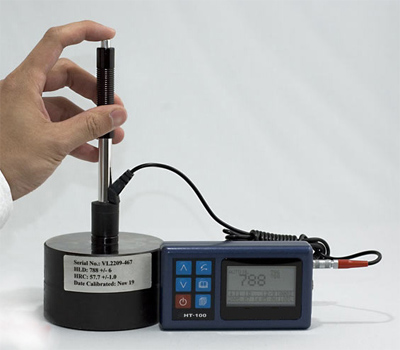 Serial No.: VL2209-467
HLD: 788 +/- 6
HRC: 57.7 +/-1.0
Date Calibrated: Nov 19
788
HT-100